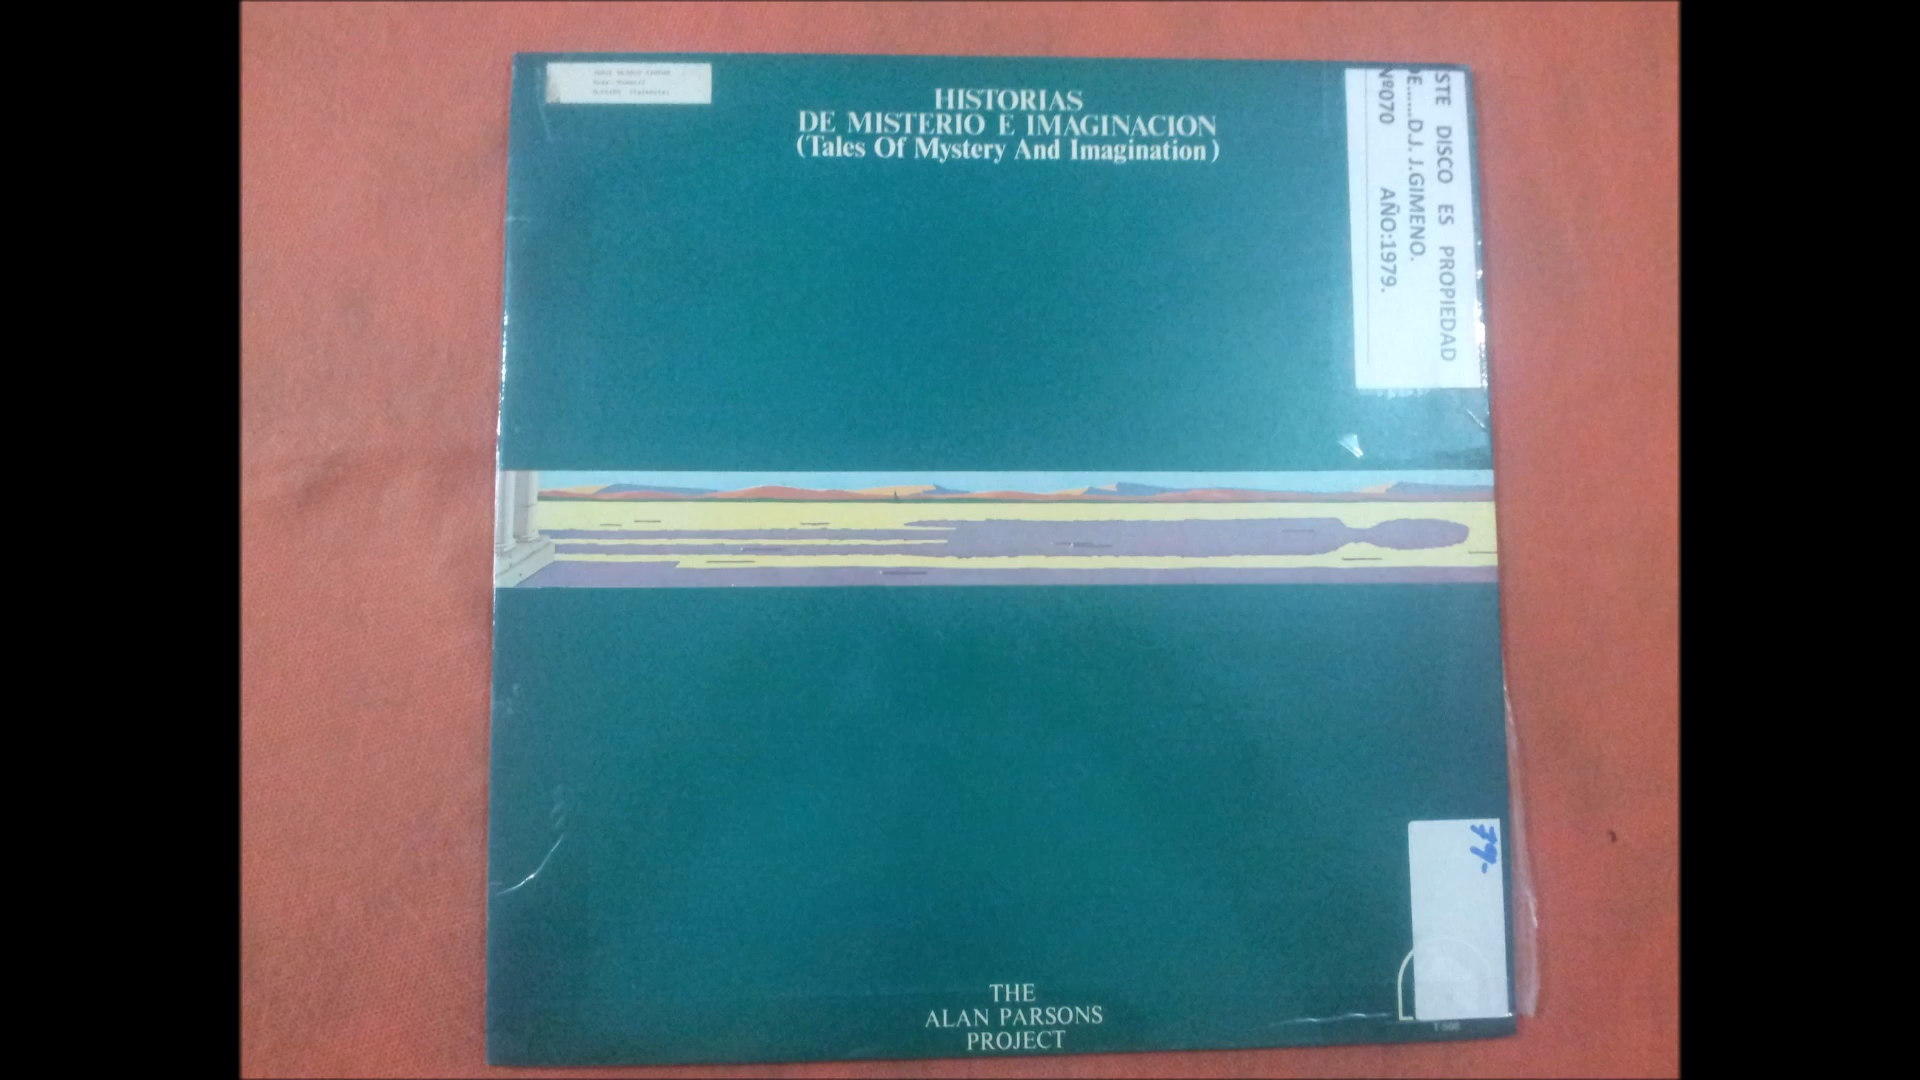 HISTORIAS
DE MISTERIO E IMAGINACION
(Tales Of Mystery And Imagination)
STE DISCO ES PROPIEDAD
DE......D.J. J.GIMENO.
Nº070 AÑO:1979.
79-
THE
ALAN PARSONS
PROJECT